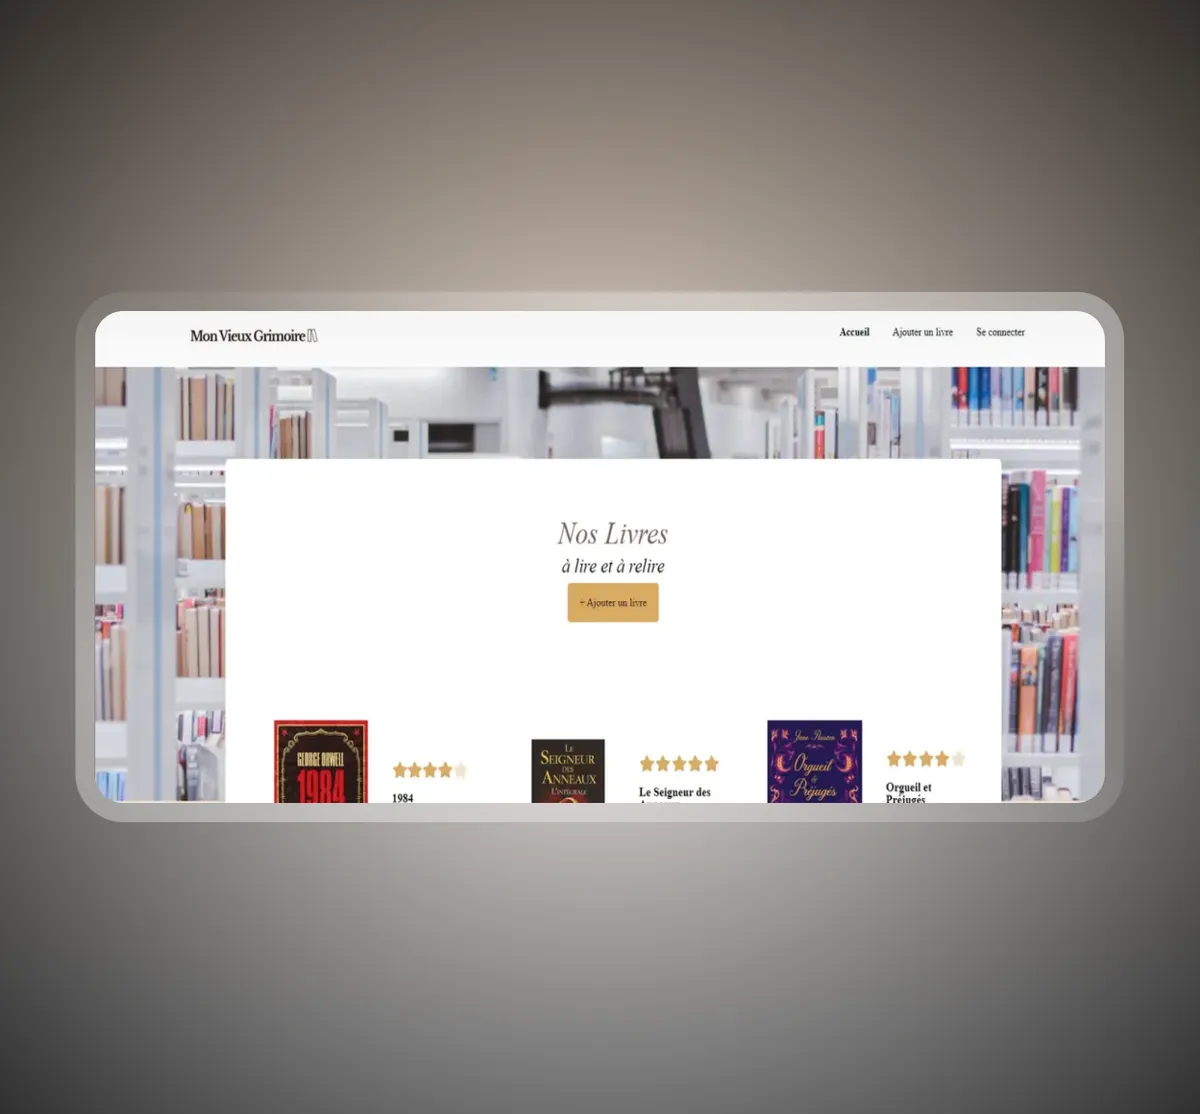 Mon Vieux Grimoire
Accueil
Ajouter un livre
Se connecter
Nos Livres
à lire et à relire
+ Ajouter un livre
GEORGE ORWELL
1984
1984
LE
SEIGNEUR
DES
ANNEAUX
L'INTÉGRALE
Le Seigneur des
Jane Austen
Orgueil
&
Préjugés
Orgueil et
Préjugés